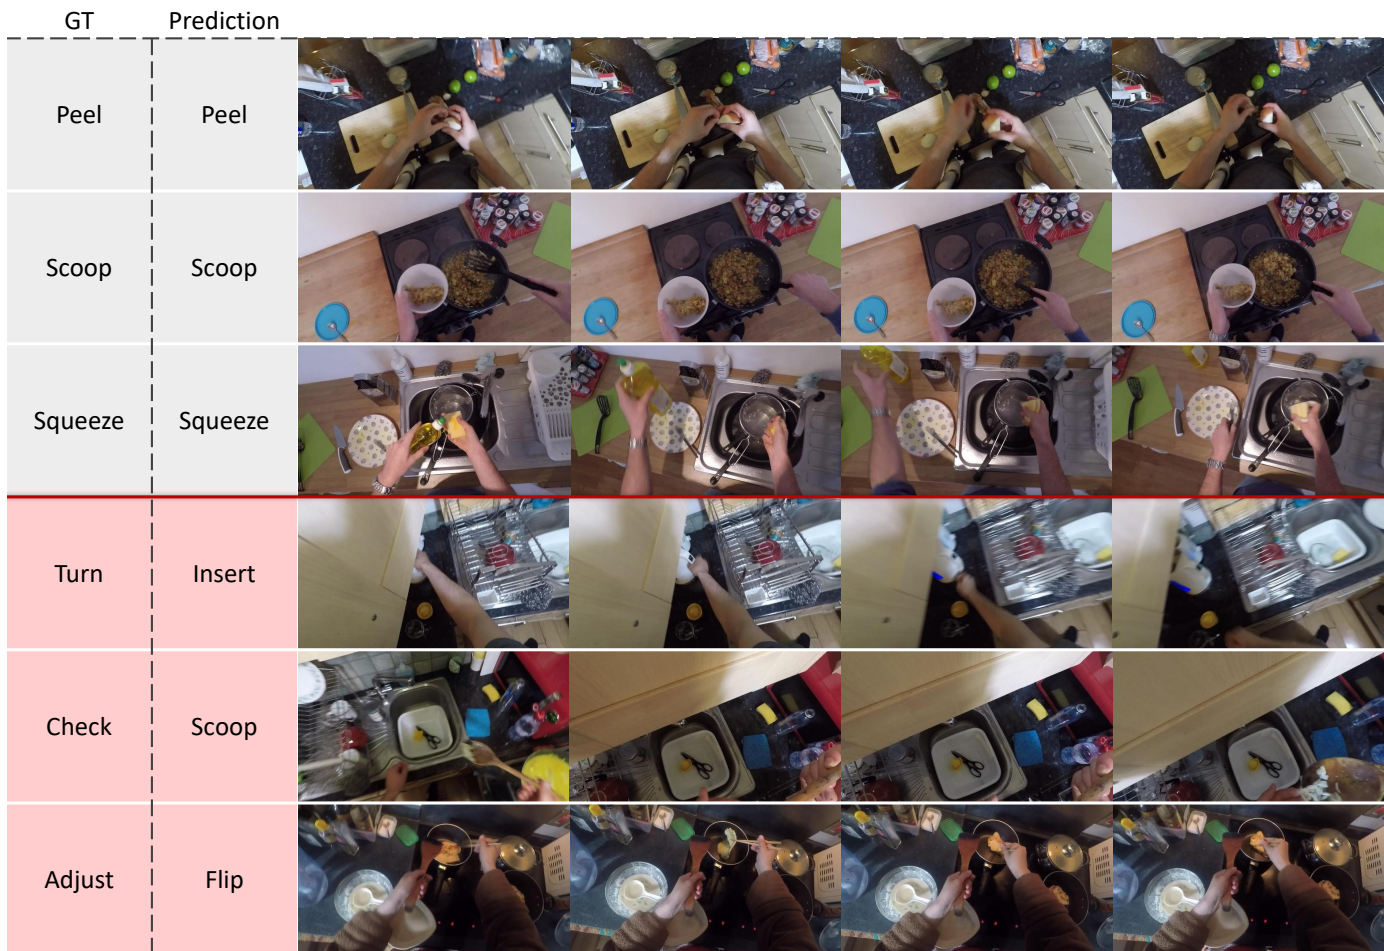 GT Prediction
Peel Peel
Scoop Scoop
Squeeze Squeeze
Turn Insert
Check Scoop
Adjust Flip